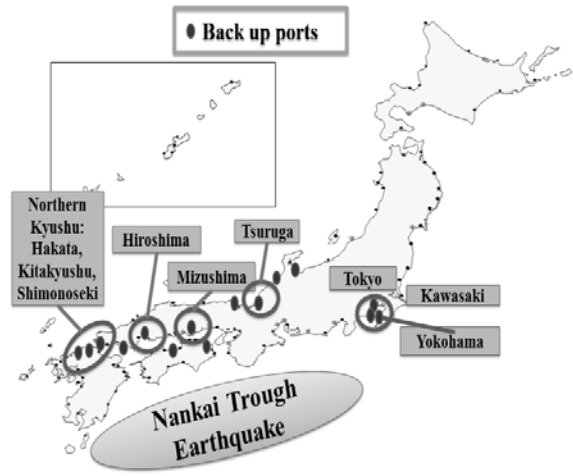 Back up ports
Northern
Kyushu:
Hakata,
Kitakyushu,
Shimonoseki
Hiroshima
Mizushima
Tsuruga
Tokyo
Kawasaki
Yokohama
Nankai Trough
Earthquake